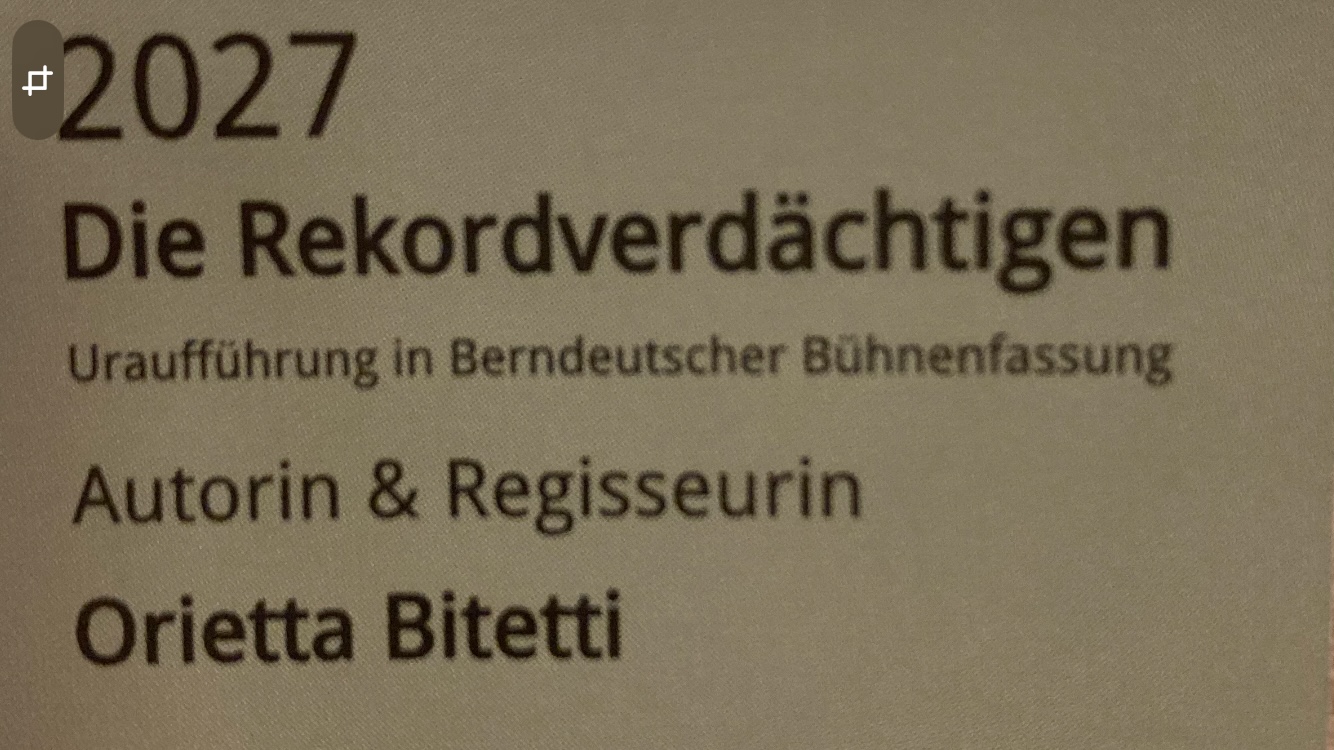 2027
Die Rekordverdächtigen
Uraufführung in Berndeutscher Bühnenfassung
Autorin & Regisseurin
Orietta Bitetti